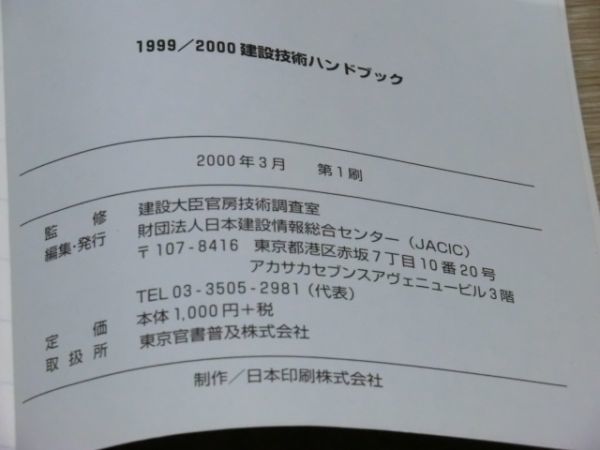 1999／2000 建設技術ハンドブック
2000年3月 第1刷
監修 建設大臣官房技術調査室
編集・発行 財団法人日本建設情報総合センター（JACIC）
〒107-8416 東京都港区赤坂7丁目10番20号
アカサカセブンスアヴェニュービル3階
TEL 03-3505-2981（代表）
定価 本体1,000円＋税
取扱所 東京官書普及株式会社
制作／日本印刷株式会社